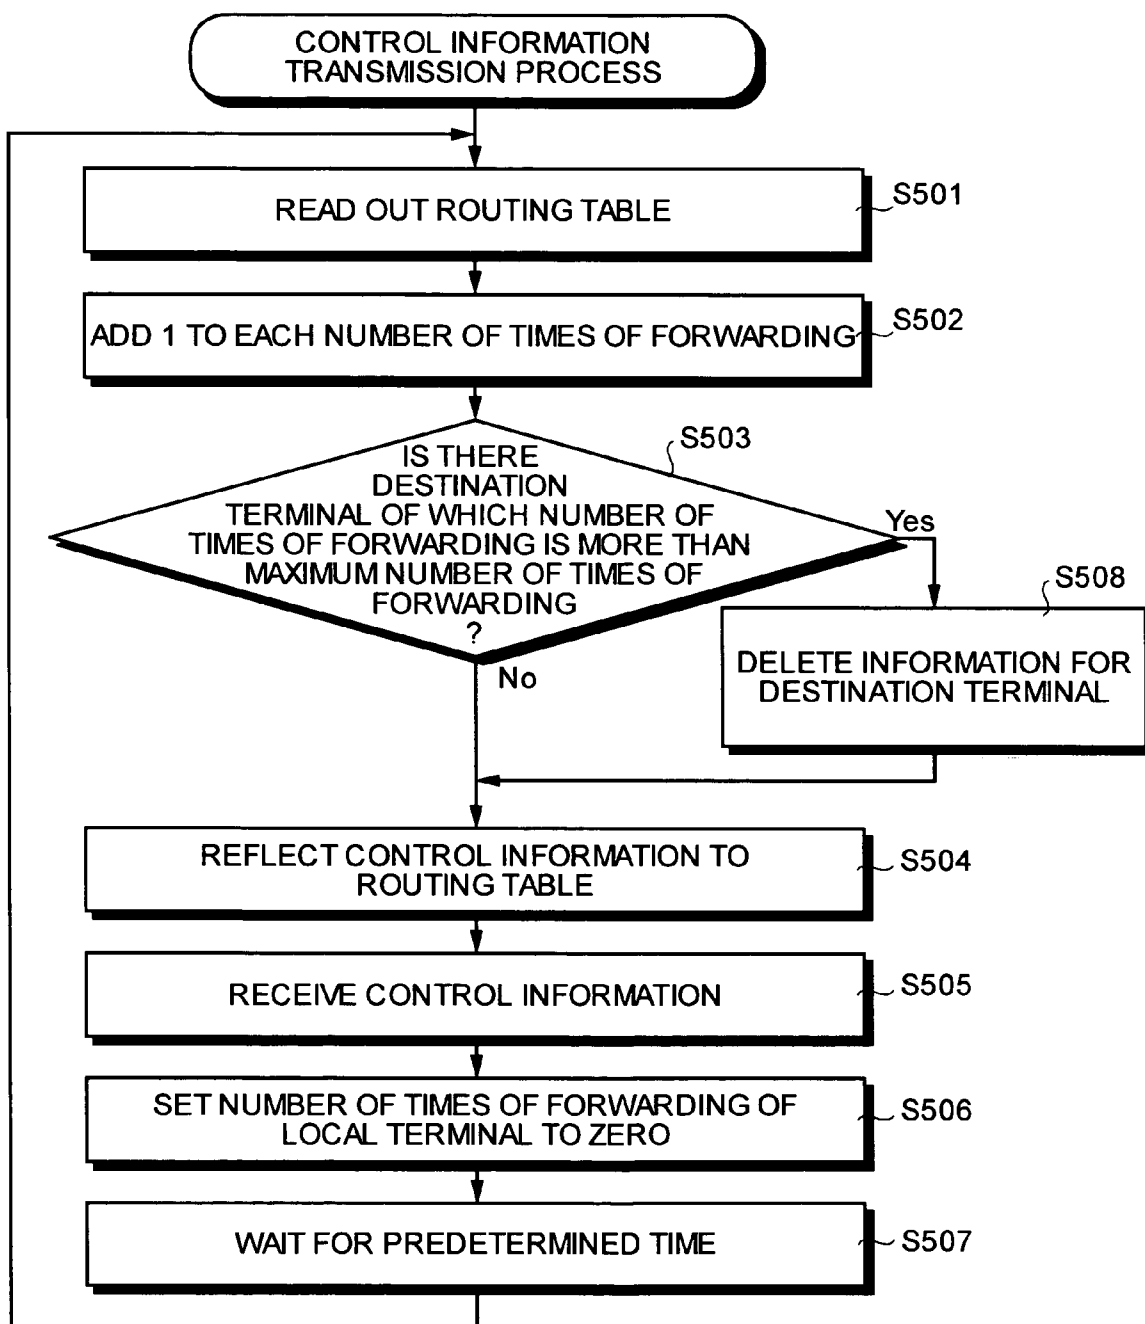 CONTROL INFORMATION
TRANSMISSION PROCESS
READ OUT ROUTING TABLE
S501
ADD 1 TO EACH NUMBER OF TIMES OF FORWARDING
S502
IS THERE
DESTINATION
TERMINAL OF WHICH NUMBER OF
TIMES OF FORWARDING IS MORE THAN
MAXIMUM NUMBER OF TIMES OF
FORWARDING
?
S503
Yes
No
S508
DELETE INFORMATION FOR
DESTINATION TERMINAL
REFLECT CONTROL INFORMATION TO
ROUTING TABLE
S504
RECEIVE CONTROL INFORMATION
S505
SET NUMBER OF TIMES OF FORWARDING OF
LOCAL TERMINAL TO ZERO
S506
WAIT FOR PREDETERMINED TIME
S507